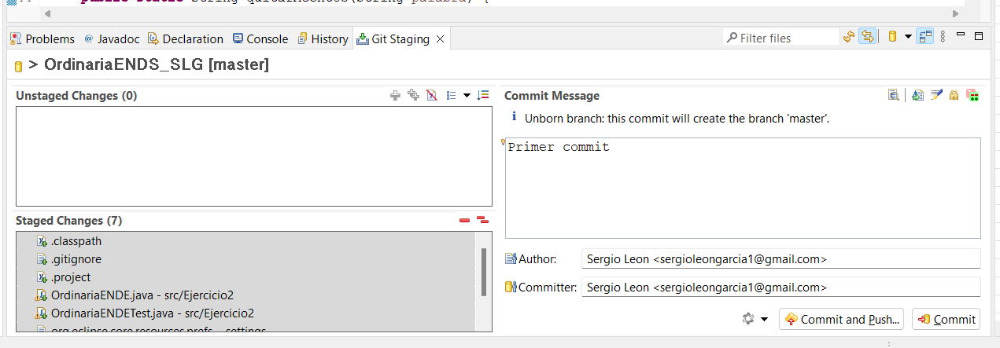 public static String quitarAcentos(String palabra) {
Problems @ Javadoc Declaration Console History Git Staging
Filter files
> OrdinariaENDS_SLG [master]
Unstaged Changes (0)
Commit Message
Unborn branch: this commit will create the branch 'master'.
Primer commit
Staged Changes (7)
.classpath
.gitignore
.project
OrdinariaENDE.java - src/Ejercicio2
OrdinariaENDETest.java - src/Ejercicio2
org.eclipse.core.resources.prefs - .settings
Author: Sergio Leon <sergioleongarcia1@gmail.com>
Committer: Sergio Leon <sergioleongarcia1@gmail.com>
Commit and Push...
Commit